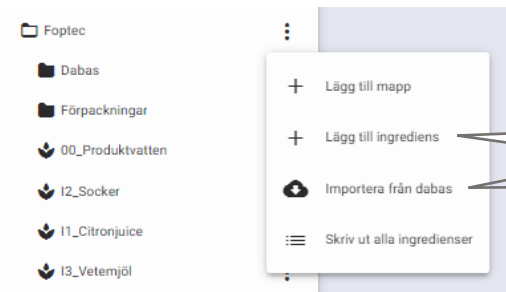 Foptec
Dabas
Förpackningar
00_Produktvatten
I2_Socker
I1_Citronjuice
I3_Vetemjöl
Lägg till mapp
Lägg till ingrediens
Importera från dabas
Skriv ut alla ingredienser